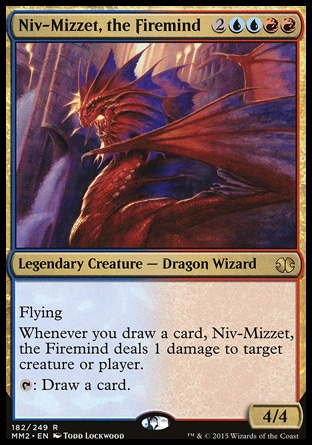 Niv-Mizzet, the Firemind 2
Legendary Creature — Dragon Wizard
Flying
Whenever you draw a card, Niv-Mizzet,
the Firemind deals 1 damage to target
creature or player.
: Draw a card.
4/4
182/249 R
MM2 • EN Todd Lockwood
™ & © 2015 Wizards of the Coast